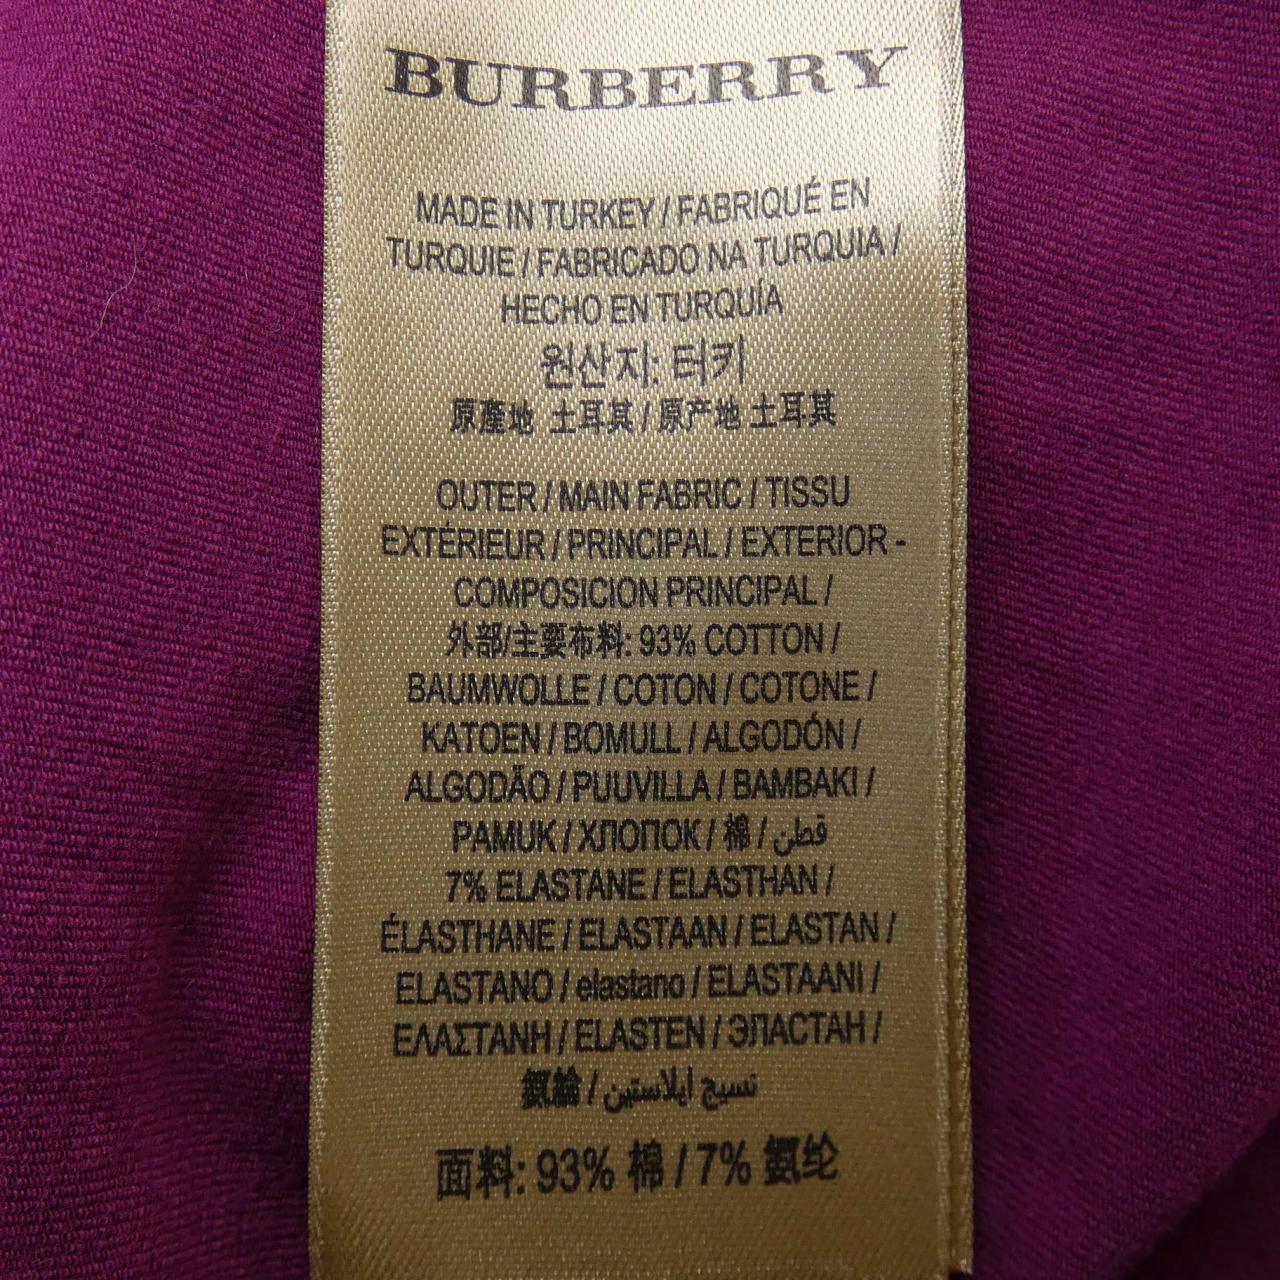 BURBERRY
MADE IN TURKEY / FABRIQUÉ EN
TURQUIE / FABRICADO NA TURQUIA /
HECHO EN TURQUÍA
원산지: 터키
原產地 土耳其 / 原产地 土耳其
OUTER / MAIN FABRIC / TISSU
EXTÉRIEUR / PRINCIPAL / EXTERIOR -
COMPOSICION PRINCIPAL /
外部/主要布料: 93% COTTON /
BAUMWOLLE / COTON / COTONE /
KATOEN / BOMULL / ALGODÓN /
ALGODÃO / PUUVILLA / BAMBAKI /
PAMUK / ХЛОПОК / 棉 / قطن
7% ELASTANE / ELASTHAN /
ÉLASTHANE / ELASTAAN / ELASTAN /
ELASTANO / elastano / ELASTAANI /
ΕΛΑΣΤΑΝΗ / ELASTEN / ЭЛАСТАН /
氨綸 / نسيج إيلاستين
面料: 93% 棉 / 7% 氨纶